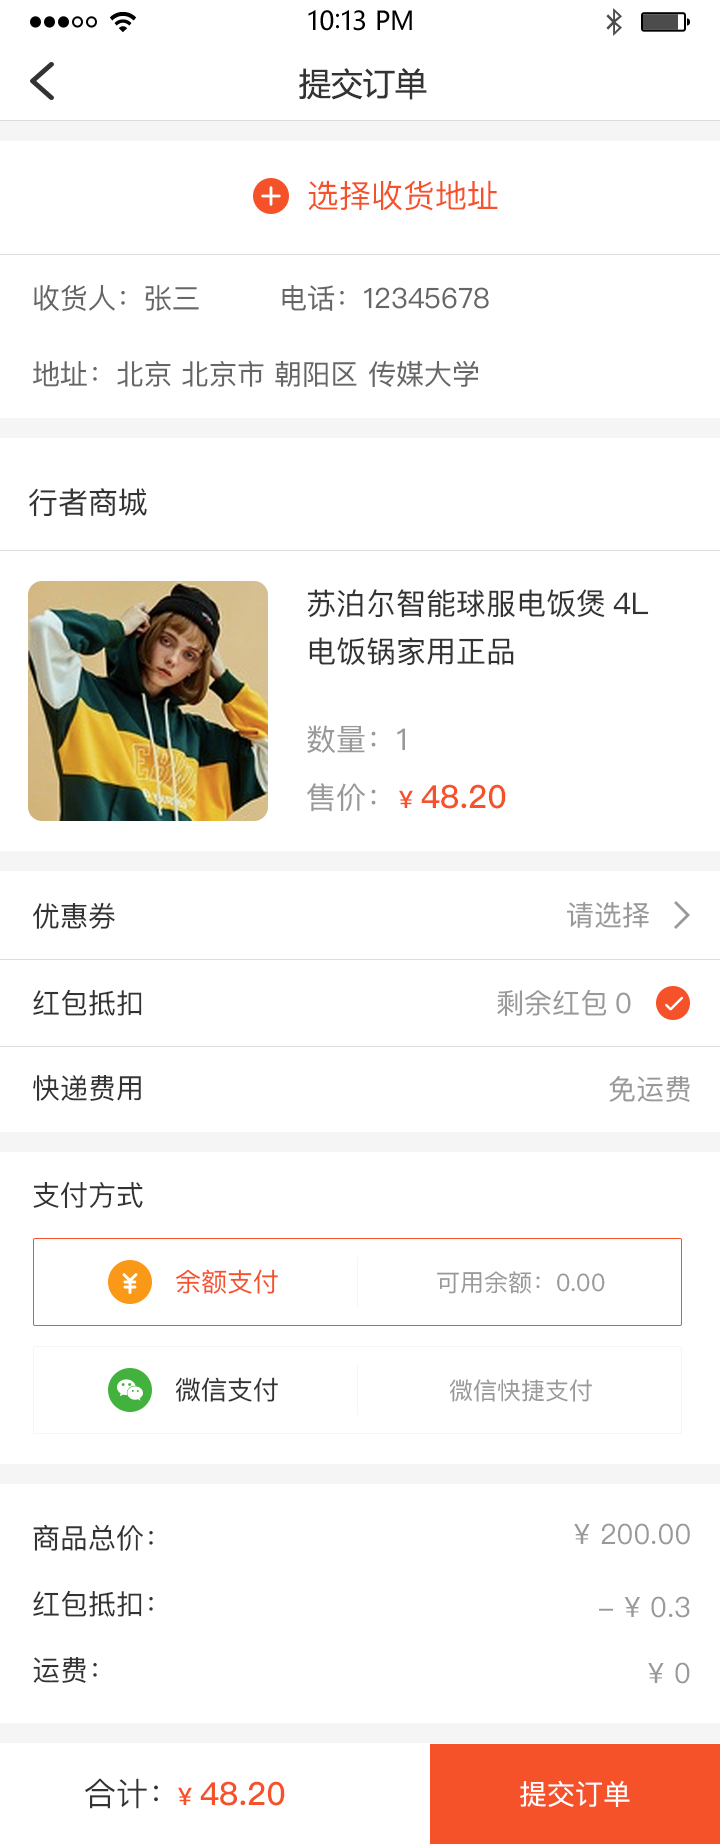 10:13 PM
提交订单
选择收货地址
收货人：张三 电话：12345678
地址：北京 北京市 朝阳区 传媒大学
行者商城
苏泊尔智能球服电饭煲 4L
电饭锅家用正品
数量：1
售价：¥ 48.20
优惠券 请选择
红包抵扣 剩余红包 0
快递费用 免运费
支付方式
余额支付 可用余额：0.00
微信支付 微信快捷支付
商品总价： ¥ 200.00
红包抵扣： – ¥ 0.3
运费： ¥ 0
合计：¥ 48.20 提交订单